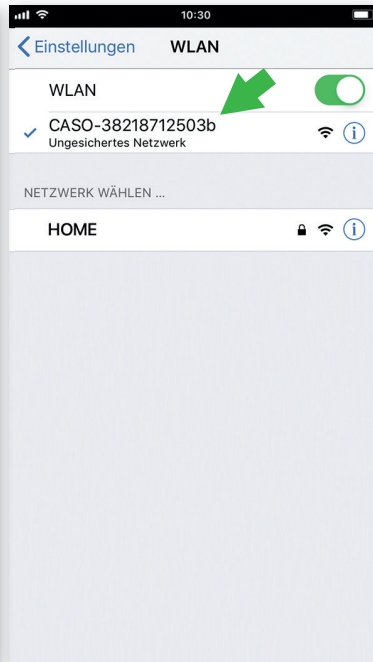 10:30
Einstellungen WLAN
WLAN
CASO-38218712503b
Ungesichertes Netzwerk
NETZWERK WÄHLEN ...
HOME